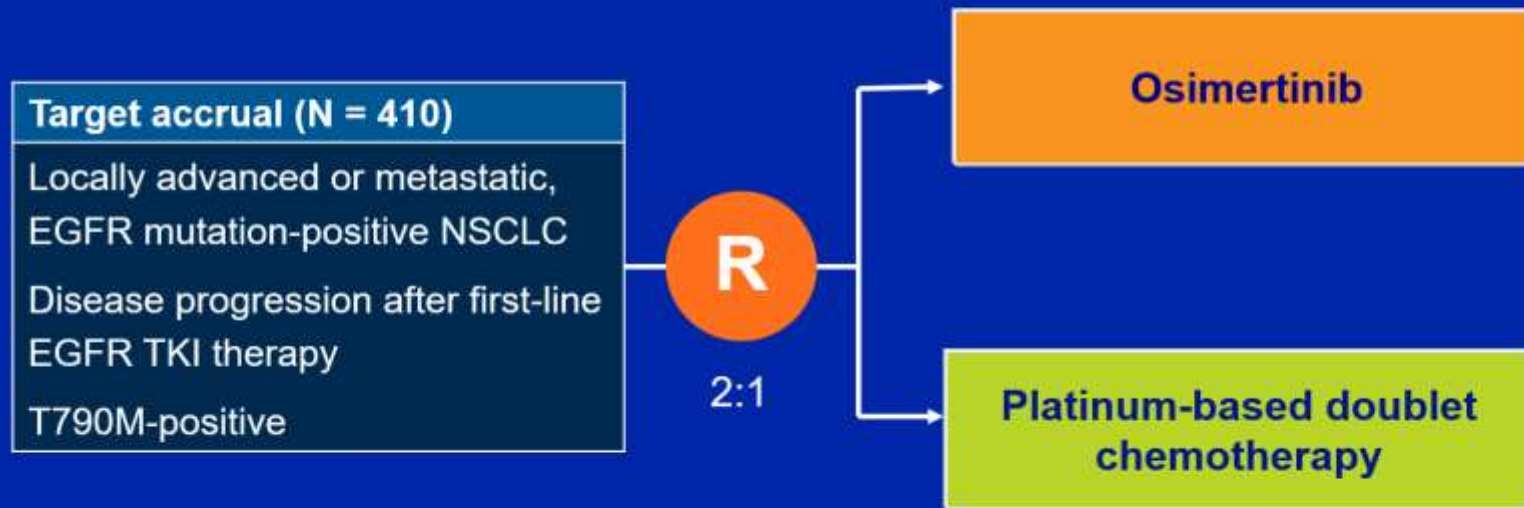 Target accrual (N = 410)
Locally advanced or metastatic,
EGFR mutation-positive NSCLC
Disease progression after first-line
EGFR TKI therapy
T790M-positive
R
2:1
Osimertinib
Platinum-based doublet
chemotherapy